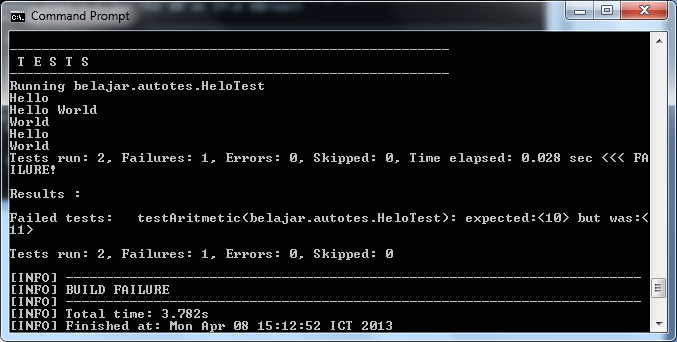 Command Prompt
-------------------------------------------------------
 T E S T S
-------------------------------------------------------
Running belajar.autotes.HeloTest
Hello
Hello World
World
Hello
World
Tests run: 2, Failures: 1, Errors: 0, Skipped: 0, Time elapsed: 0.028 sec <<< FA
ILURE!
Results :
Failed tests:   testAritmetic(belajar.autotes.HeloTest): expected:<10> but was:<
11>
Tests run: 2, Failures: 1, Errors: 0, Skipped: 0
[INFO] ------------------------------------------------------------------------
[INFO] BUILD FAILURE
[INFO] ------------------------------------------------------------------------
[INFO] Total time: 3.782s
[INFO] Finished at: Mon Apr 08 15:12:52 ICT 2013